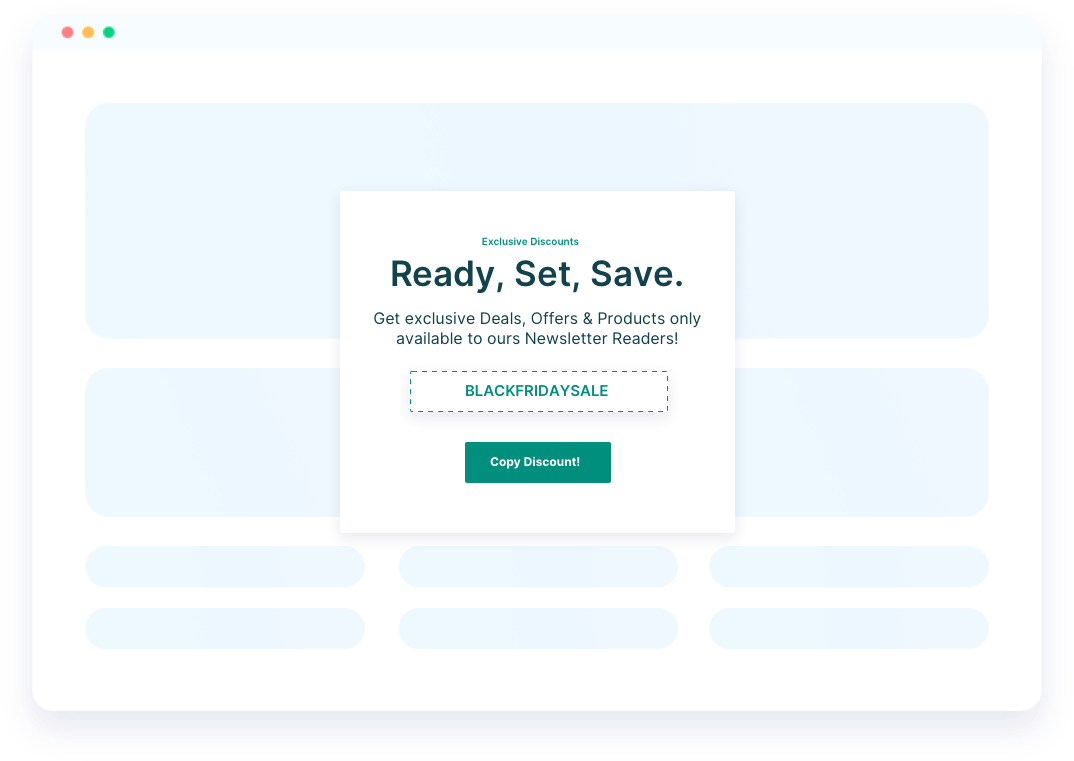 Exclusive Discounts
Ready, Set, Save.
Get exclusive Deals, Offers & Products only
available to ours Newsletter Readers!
BLACKFRIDAYSALE
Copy Discount!